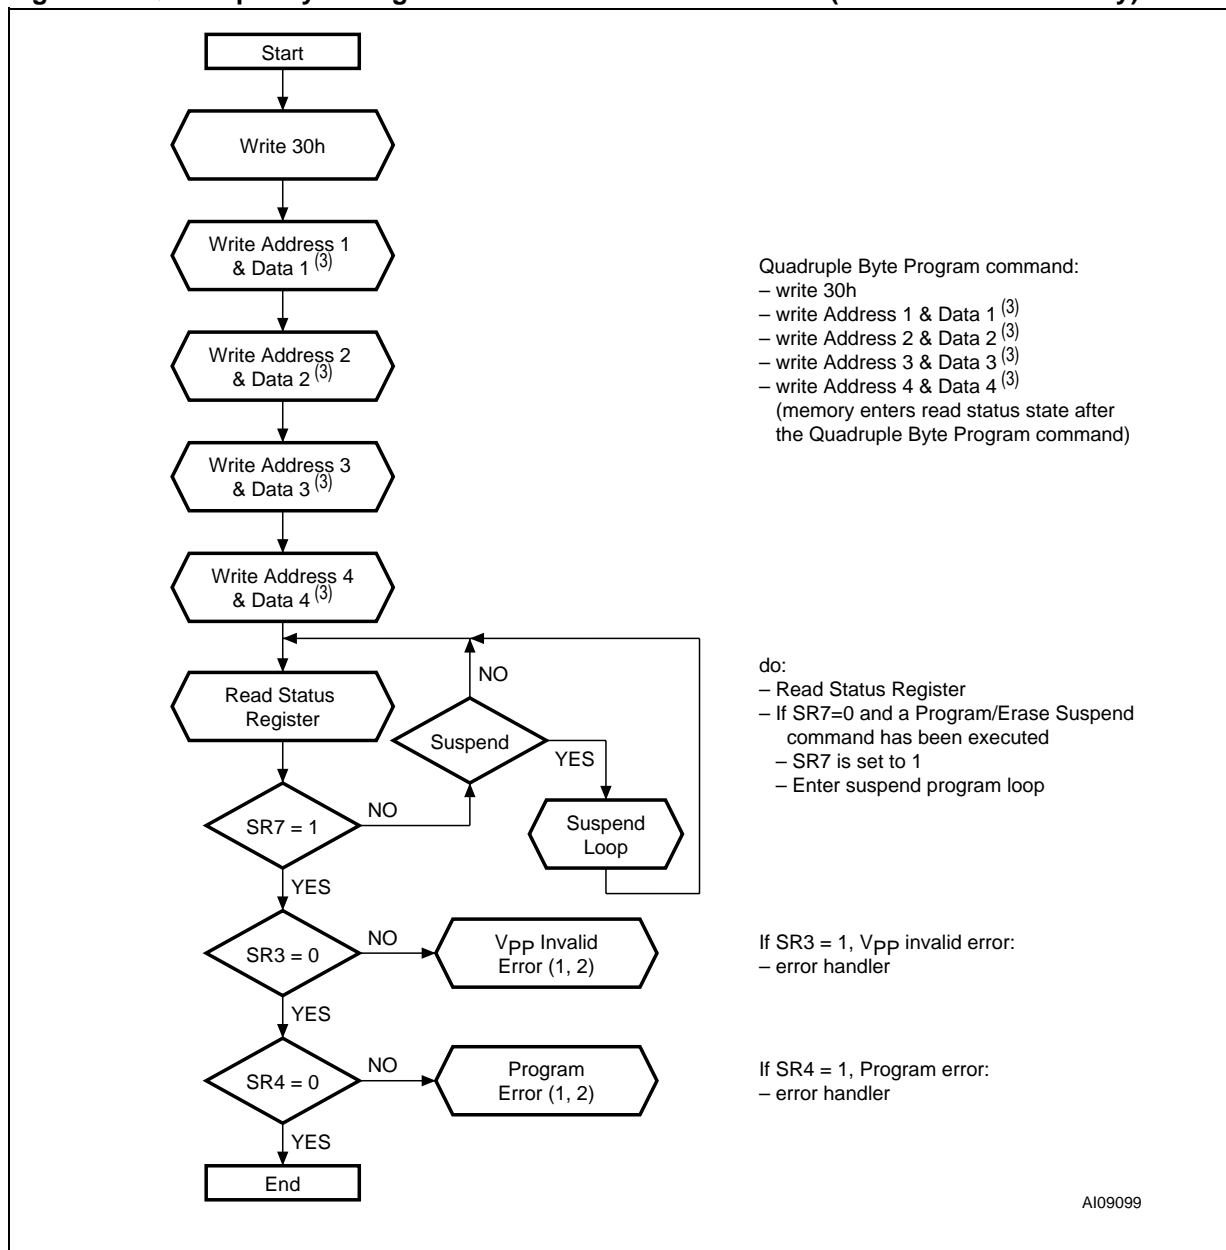 Start
Write 30h
Write Address 1
& Data 1 (3)
Write Address 2
& Data 2 (3)
Write Address 3
& Data 3 (3)
Write Address 4
& Data 4 (3)
Read Status
Register
NO
Suspend
YES
SR7 = 1
NO
Suspend
Loop
YES
SR3 = 0
NO
VPP Invalid
Error (1, 2)
YES
SR4 = 0
NO
Program
Error (1, 2)
YES
End
Quadruple Byte Program command:
– write 30h
– write Address 1 & Data 1 (3)
– write Address 2 & Data 2 (3)
– write Address 3 & Data 3 (3)
– write Address 4 & Data 4 (3)
(memory enters read status state after
the Quadruple Byte Program command)
do:
– Read Status Register
– If SR7=0 and a Program/Erase Suspend
command has been executed
– SR7 is set to 1
– Enter suspend program loop
If SR3 = 1, VPP invalid error:
– error handler
If SR4 = 1, Program error:
– error handler
AI09099